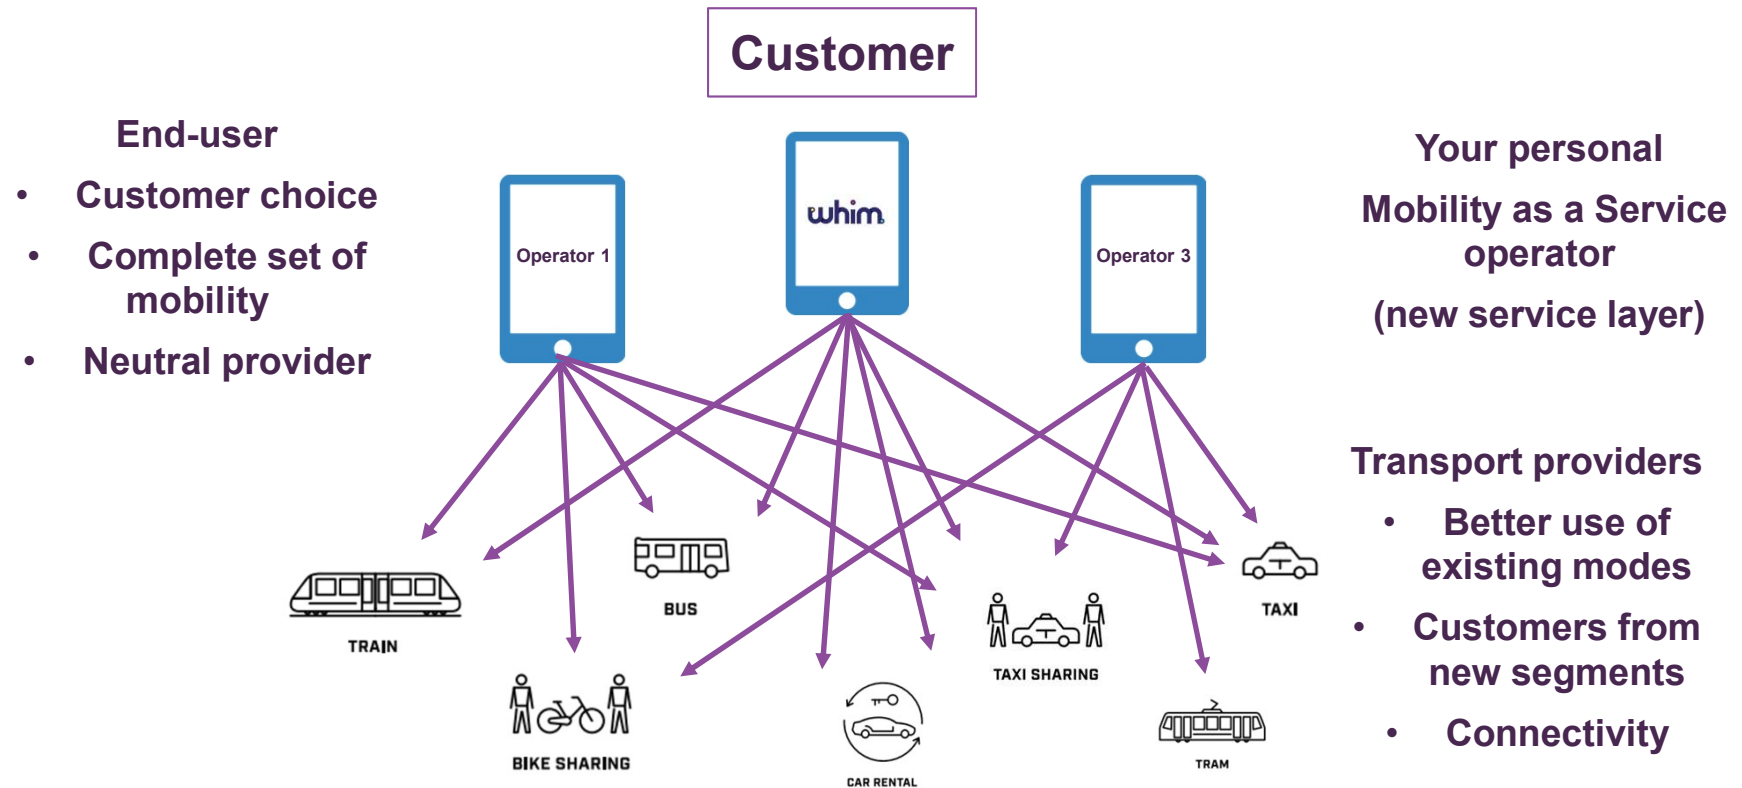 Customer
End-user
• Customer choice
• Complete set of
mobility
• Neutral provider
Operator 1
whim
Operator 3
Your personal
Mobility as a Service
operator
(new service layer)
Transport providers
• Better use of
existing modes
• Customers from
new segments
• Connectivity
TRAIN
BUS
BIKE SHARING
CAR RENTAL
TAXI SHARING
TAXI
TRAM